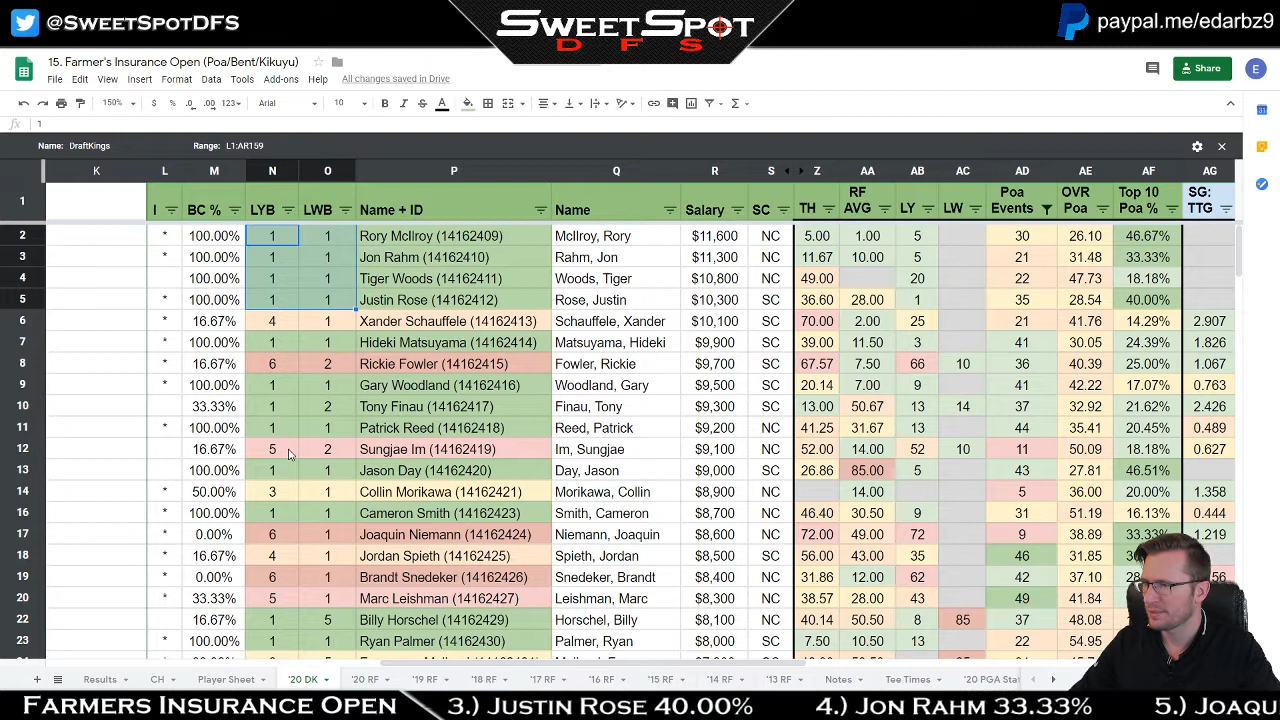 @SweetSpotDFS
SweetSpot
DFS
paypal.me/edarbz9
15. Farmer's Insurance Open (Poa/Bent/Kikuyu)
File Edit View Insert Format Data Tools Add-ons Help All changes saved in Drive
Share
E
150% $ % .0 .00 123 Arial 10 B I S A
fx 1
Name: DraftKings Range: L1:AR159
K L M N O P Q R S Z AA AB AC AD AE AF AG
1 I BC % LYB LWB Name + ID Name Salary SC TH RF AVG LY LW Poa Events OVR Poa Top 10 Poa % SG: TTG
2 * 100.00% 1 1 Rory McIlroy (14162409) McIlroy, Rory $11,600 NC 5.00 1.00 5 30 26.10 46.67%
3 * 100.00% 1 1 Jon Rahm (14162410) Rahm, Jon $11,300 NC 11.67 10.00 5 21 31.48 33.33%
4 100.00% 1 1 Tiger Woods (14162411) Woods, Tiger $10,800 NC 49.00 20 22 47.73 18.18%
5 * 100.00% 1 1 Justin Rose (14162412) Rose, Justin $10,300 NC 36.60 28.00 1 35 28.54 40.00%
6 * 16.67% 4 1 Xander Schauffele (14162413) Schauffele, Xander $10,100 SC 70.00 2.00 25 21 41.76 14.29% 2.907
7 * 100.00% 1 1 Hideki Matsuyama (14162414) Matsuyama, Hideki $9,900 NC 39.00 11.50 3 41 30.05 24.39% 1.826
8 * 16.67% 6 2 Rickie Fowler (14162415) Fowler, Rickie $9,700 SC 67.57 7.50 66 10 36 40.39 25.00% 1.067
9 * 100.00% 1 1 Gary Woodland (14162416) Woodland, Gary $9,500 SC 20.14 7.00 9 41 42.22 17.07% 0.763
10 33.33% 1 2 Tony Finau (14162417) Finau, Tony $9,300 SC 13.00 50.67 13 14 37 32.92 21.62% 2.426
11 * 100.00% 1 1 Patrick Reed (14162418) Reed, Patrick $9,200 SC 41.25 31.67 13 44 35.41 20.45% 0.489
12 16.67% 5 2 Sungjae Im (14162419) Im, Sungjae $9,100 NC 52.00 14.00 52 10 11 50.09 18.18% 0.627
13 100.00% 1 1 Jason Day (14162420) Day, Jason $9,000 NC 26.86 85.00 5 43 27.81 46.51%
14 * 50.00% 3 1 Collin Morikawa (14162421) Morikawa, Collin $8,900 NC 14.00 5 36.00 20.00% 1.358
16 * 100.00% 1 1 Cameron Smith (14162423) Smith, Cameron $8,700 NC 46.40 30.50 9 31 51.19 16.13% 0.444
17 * 0.00% 6 1 Joaquin Niemann (14162424) Niemann, Joaquin $8,600 NC 72.00 49.00 72 9 38.89 33.33% 1.219
18 * 16.67% 4 1 Jordan Spieth (14162425) Spieth, Jordan $8,500 NC 56.00 43.00 35 46 31.85
19 * 0.00% 6 1 Brandt Snedeker (14162426) Snedeker, Brandt $8,400 NC 31.86 12.00 62 42 37.10
20 * 33.33% 5 1 Marc Leishman (14162427) Leishman, Marc $8,300 NC 38.57 28.00 43 49 41.84
22 16.67% 1 5 Billy Horschel (14162429) Horschel, Billy $8,100 NC 40.14 50.50 8 85 37 48.08
23 * 100.00% 1 1 Ryan Palmer (14162430) Palmer, Ryan $8,000 SC 7.50 10.50 13 22 54.95
Results CH Player Sheet '20 DK '20 RF '19 RF '18 RF '17 RF '16 RF '15 RF '14 RF '13 RF Notes Tee Times '20 PGA Stat
Farmers Insurance Open 3.) Justin Rose 40.00% 4.) Jon Rahm 33.33% 5.) Joaqu